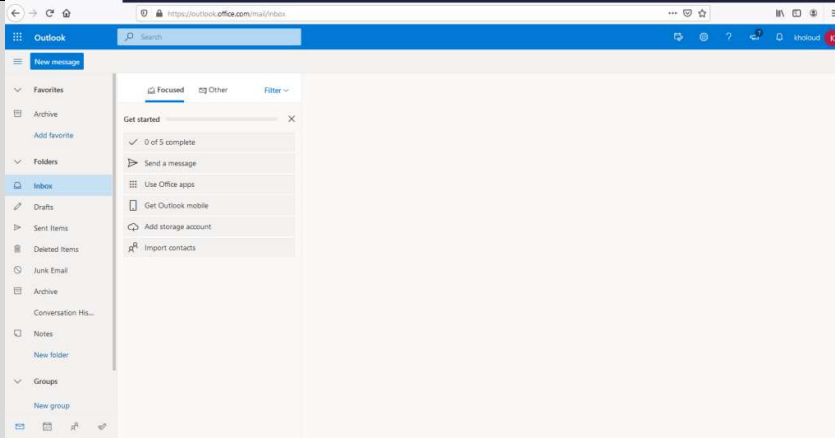 https://outlook.office.com/mail/inbox
Outlook
Search
?
kholoud
K
New message
Favorites
Archive
Add favorite
Folders
Inbox
Drafts
Sent Items
Deleted Items
Junk Email
Archive
Conversation His...
Notes
New folder
Groups
New group
Focused
Other
Filter
Get started
0 of 5 complete
Send a message
Use Office apps
Get Outlook mobile
Add storage account
Import contacts